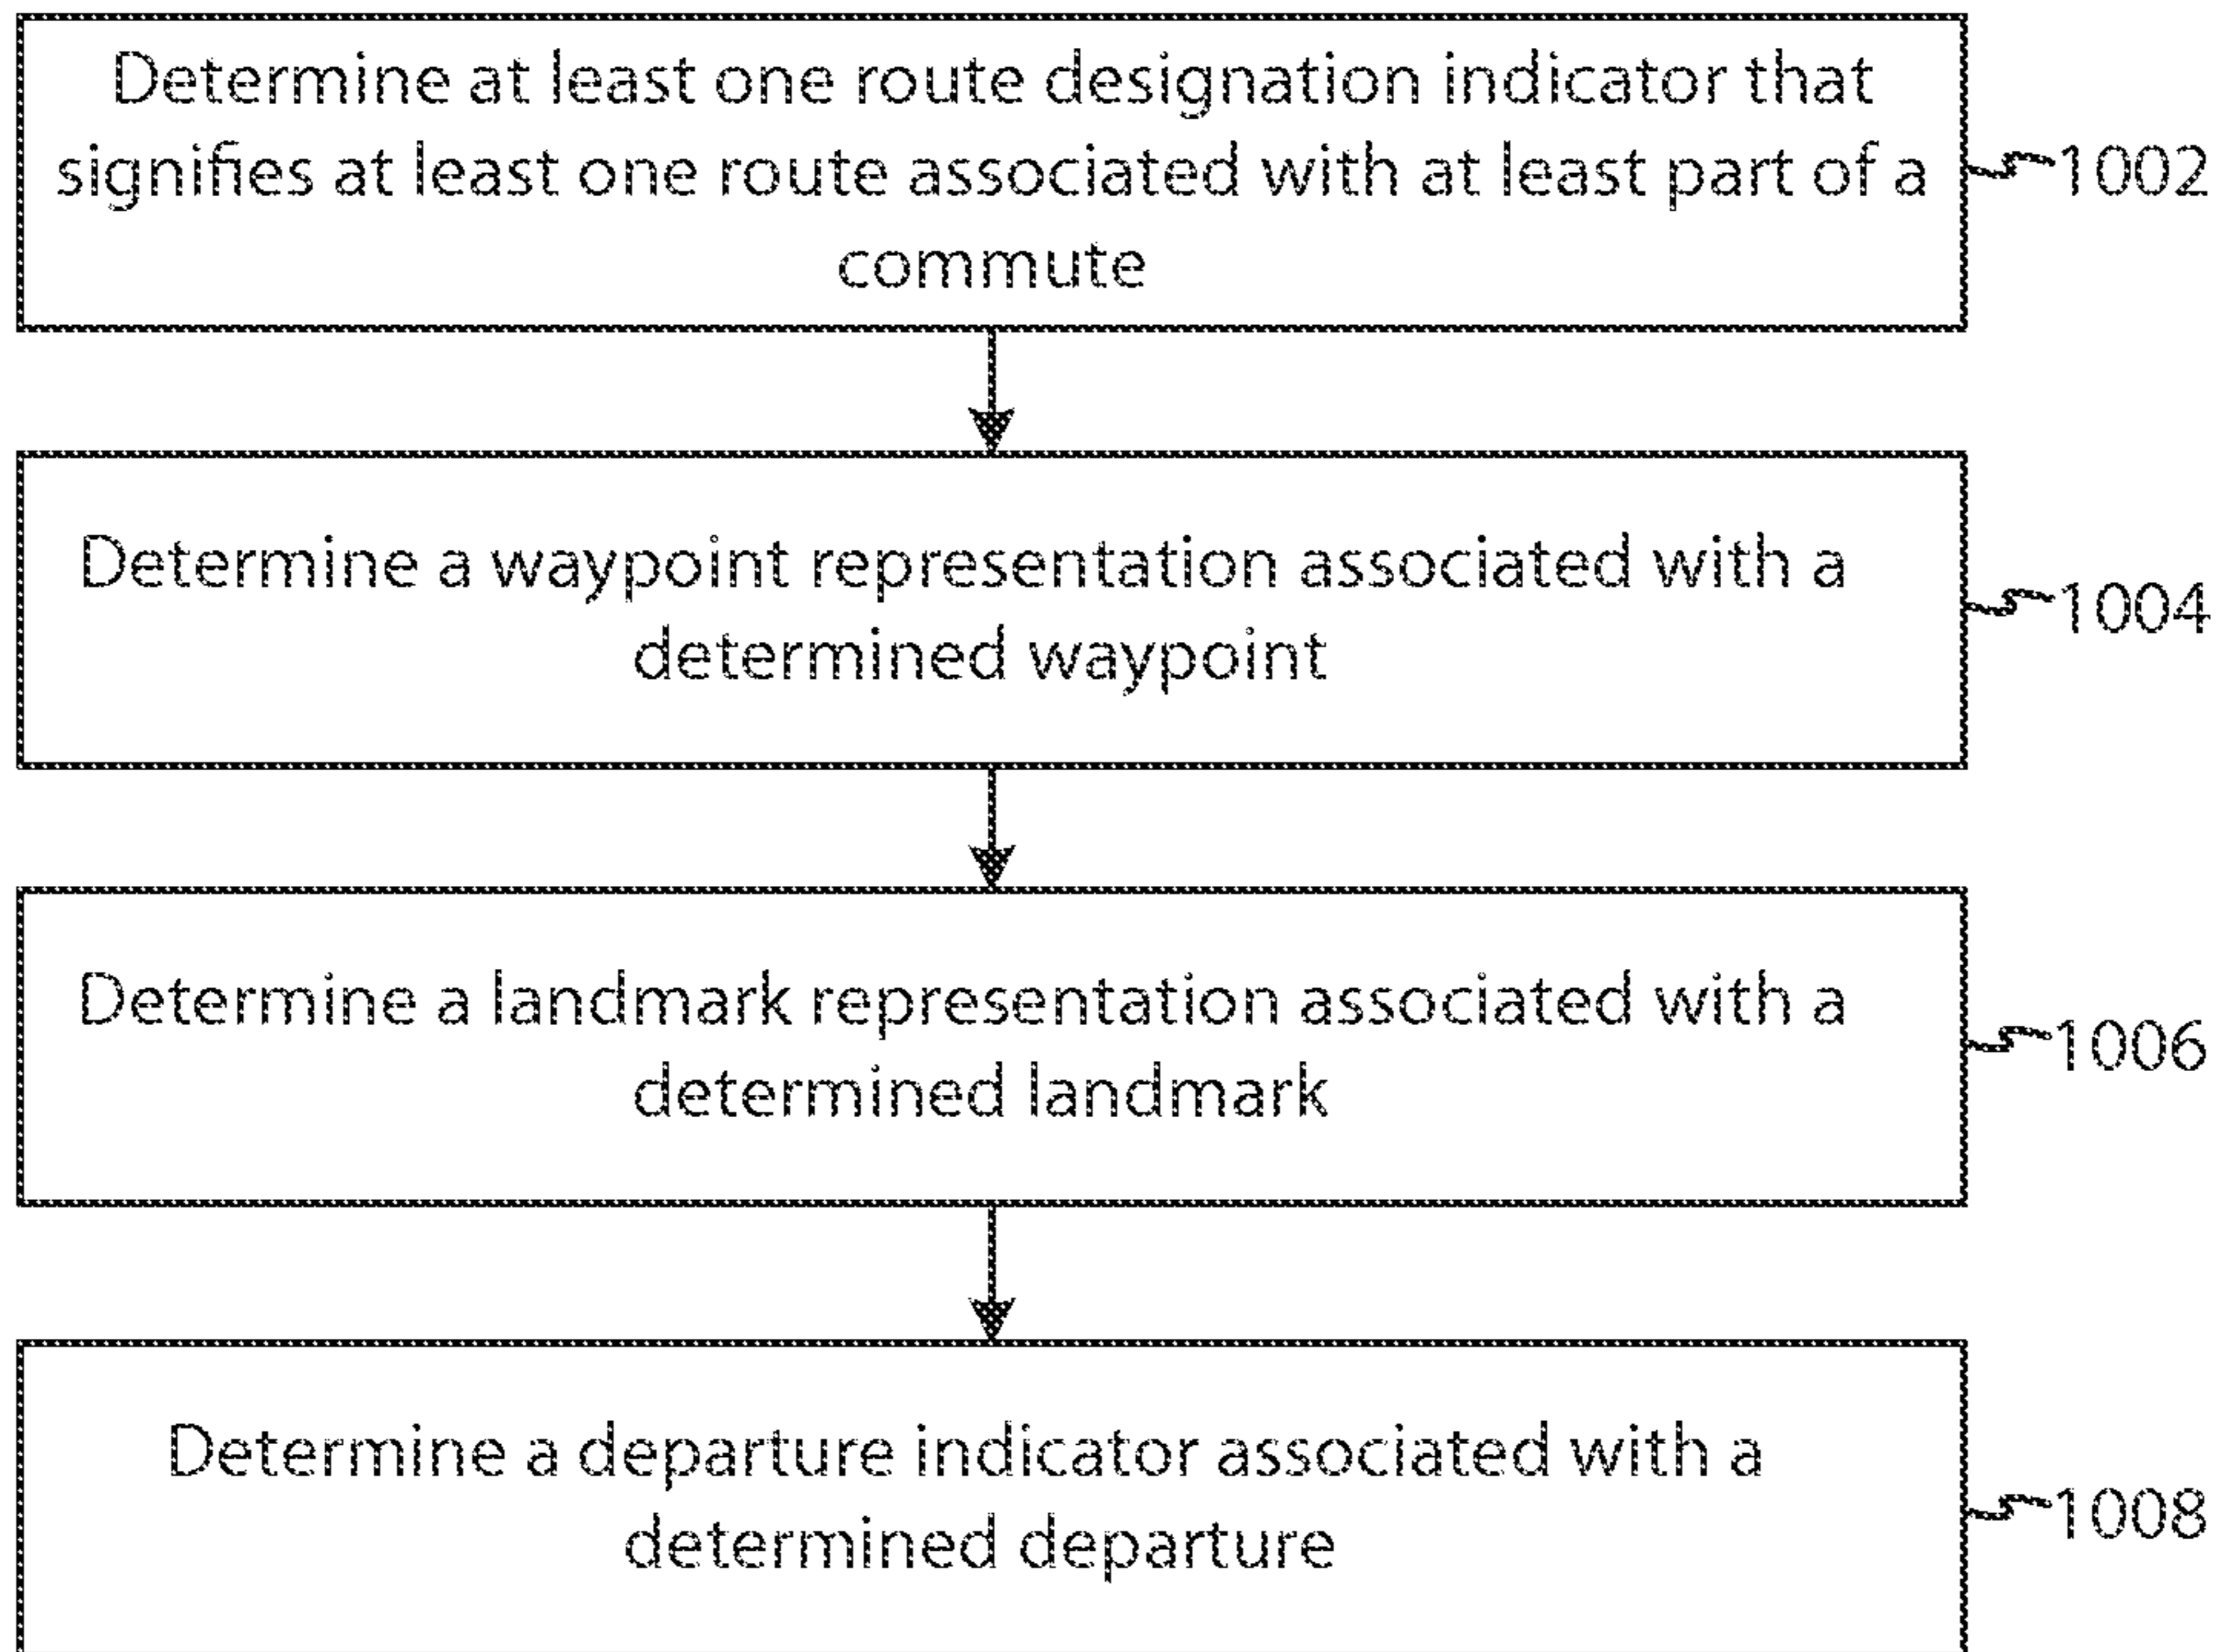 Determine at least one route designation indicator that
signifies at least one route associated with at least part of a
commute
1002
Determine a waypoint representation associated with a
determined waypoint
1004
Determine a landmark representation associated with a
determined landmark
1006
Determine a departure indicator associated with a
determined departure
1008